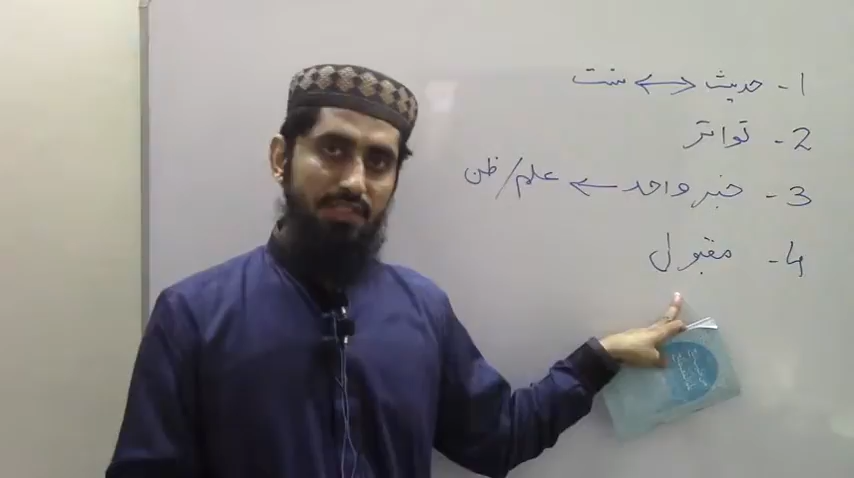 1- حدیث ↔ سنت
2- تواتر
3- خبر واحد ← علم/ظن
4- مقبول